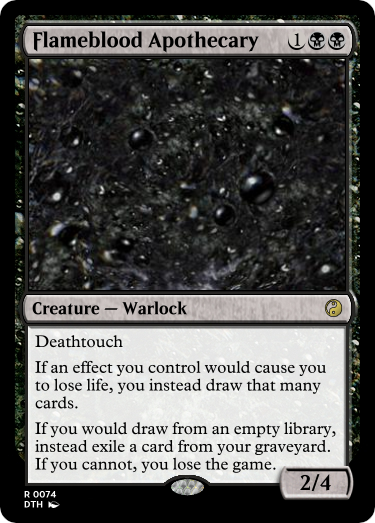 Flameblood Apothecary 1
Creature — Warlock
Deathtouch
If an effect you control would cause you
to lose life, you instead draw that many
cards.
If you would draw from an empty library,
instead exile a card from your graveyard.
If you cannot, you lose the game.
2/4
R 0074
DTH